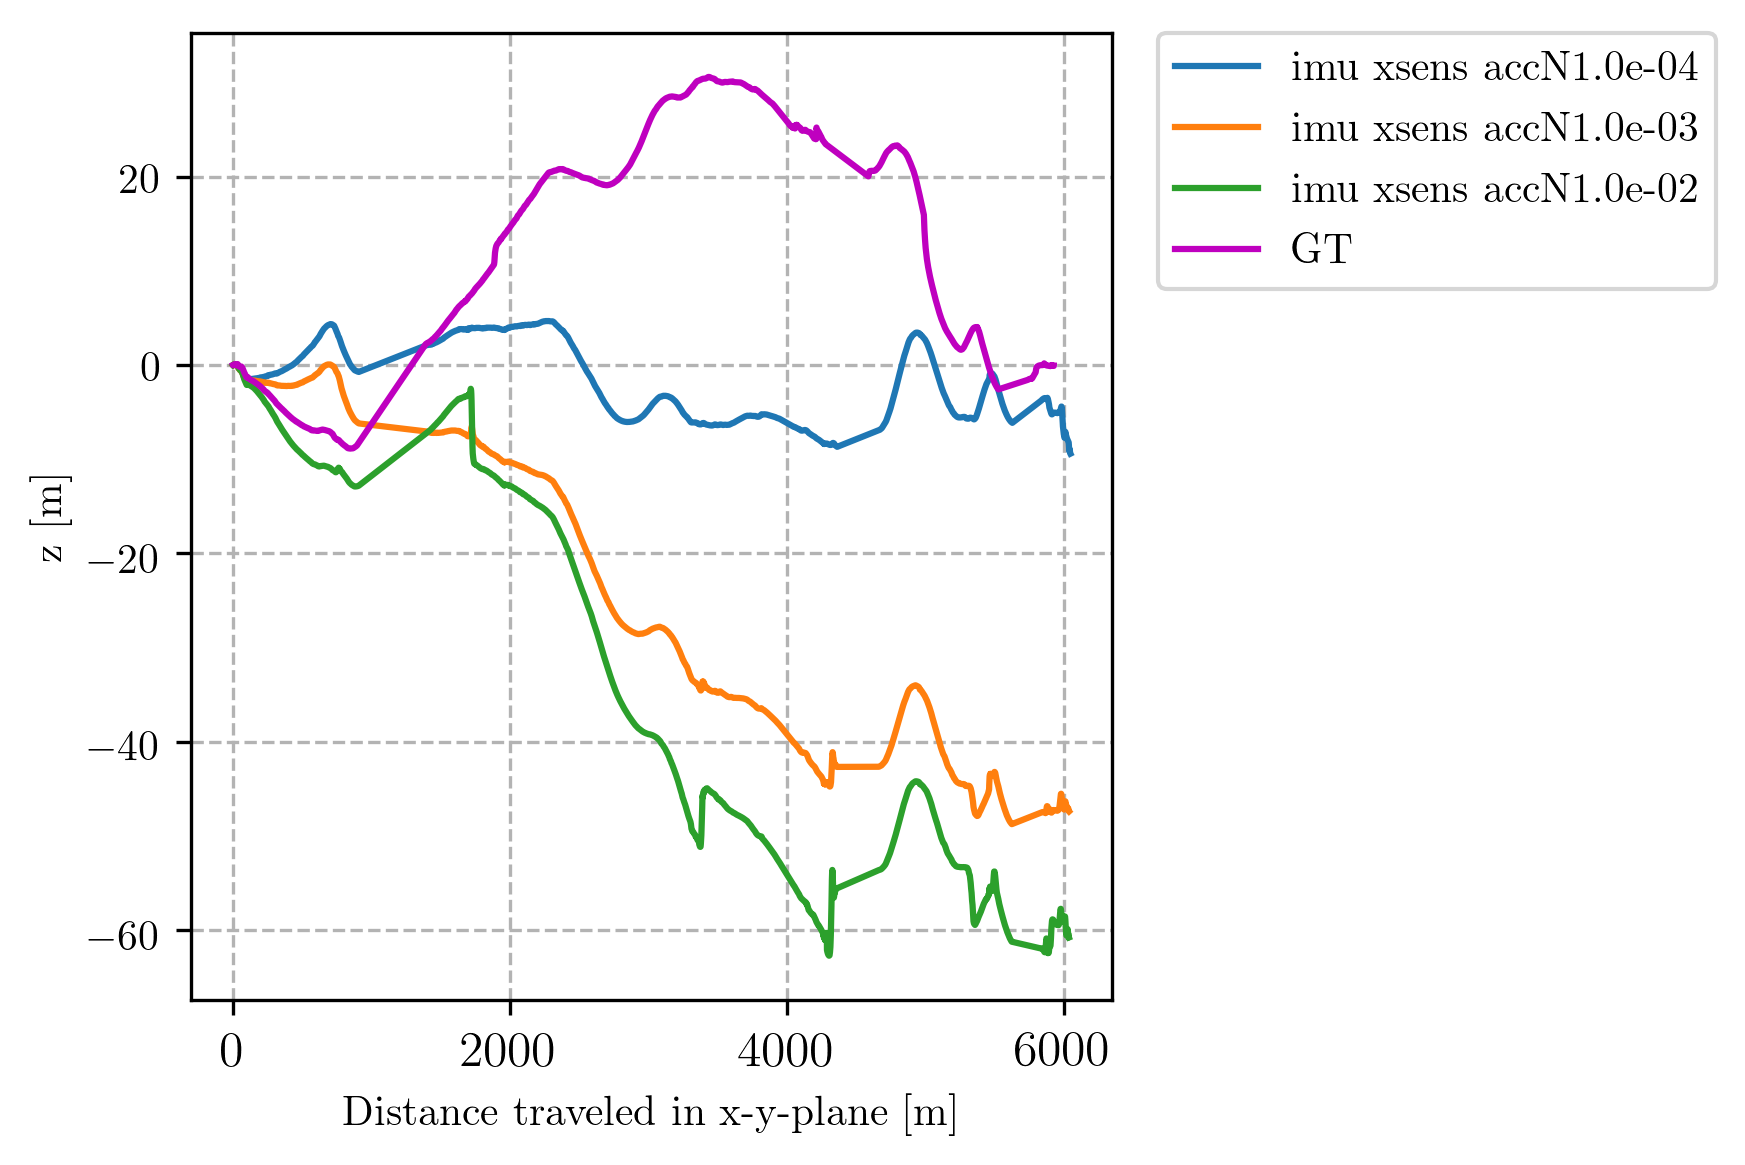 imu xsens accN1.0e-04
imu xsens accN1.0e-03
imu xsens accN1.0e-02
GT
20
0
−20
−40
−60
z [m]
0 2000 4000 6000
Distance traveled in x-y-plane [m]